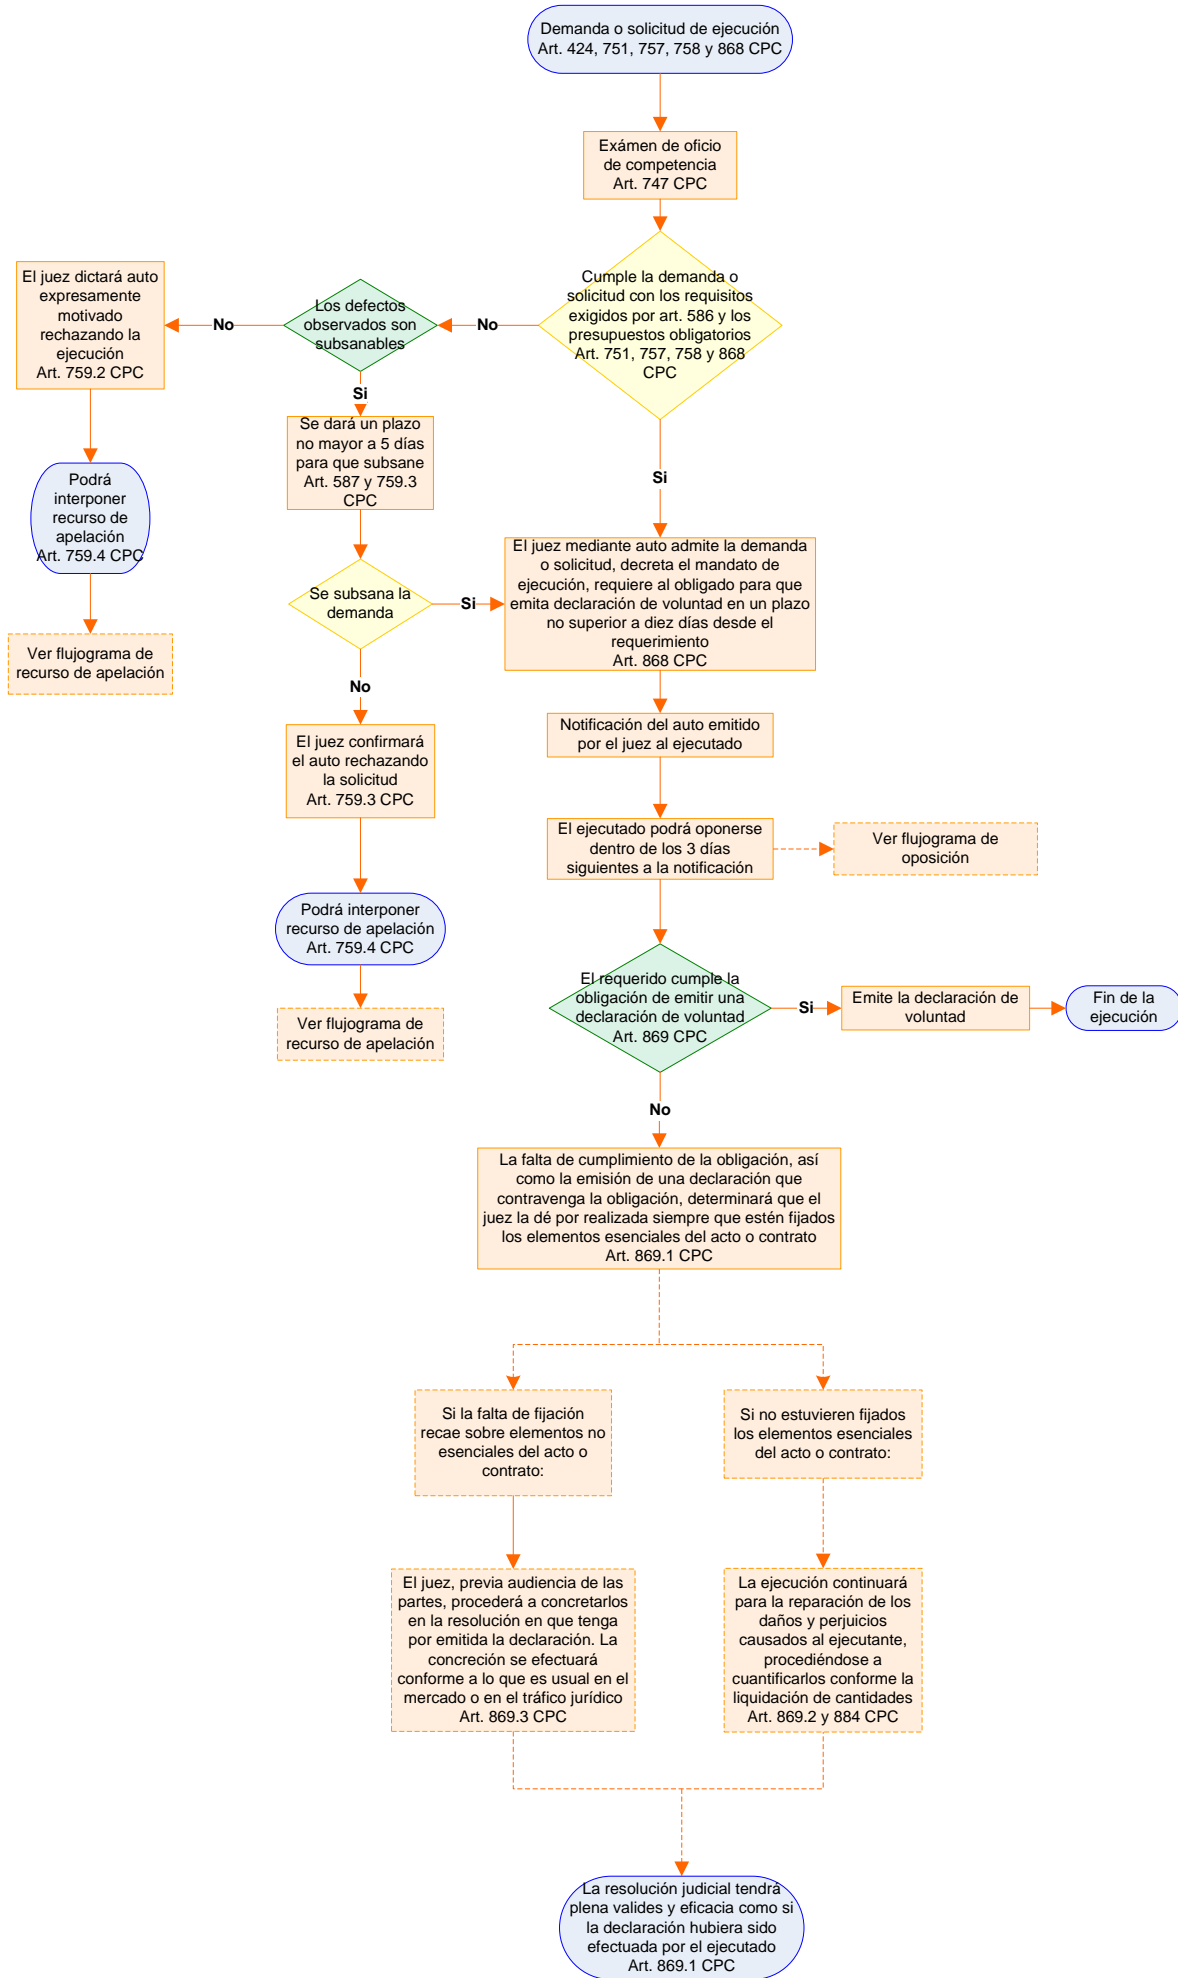 Demanda o solicitud de ejecución
Art. 424, 751, 757, 758 y 868 CPC
Exámen de oficio
de competencia
Art. 747 CPC
Cumple la demanda o
solicitud con los requisitos
exigidos por art. 586 y los
presupuestos obligatorios
Art. 751, 757, 758 y 868
CPC
No
Los defectos
observados son
subsanables
No
El juez dictará auto
expresamente
motivado
rechazando la
ejecución
Art. 759.2 CPC
Podrá
interponer
recurso de
apelación
Art. 759.4 CPC
Ver flujograma de
recurso de apelación
Si
Se dará un plazo
no mayor a 5 días
para que subsane
Art. 587 y 759.3
CPC
Se subsana la
demanda
Si
No
El juez confirmará
el auto rechazando
la solicitud
Art. 759.3 CPC
Podrá interponer
recurso de apelación
Art. 759.4 CPC
Ver flujograma de
recurso de apelación
Si
El juez mediante auto admite la demanda
o solicitud, decreta el mandato de
ejecución, requiere al obligado para que
emita declaración de voluntad en un plazo
no superior a diez días desde el
requerimiento
Art. 868 CPC
Notificación del auto emitido
por el juez al ejecutado
El ejecutado podrá oponerse
dentro de los 3 días
siguientes a la notificación
Ver flujograma de
oposición
El requerido cumple la
obligación de emitir una
declaración de voluntad
Art. 869 CPC
Si
Emite la declaración de
voluntad
Fin de la
ejecución
No
La falta de cumplimiento de la obligación, así
como la emisión de una declaración que
contravenga la obligación, determinará que el
juez la dé por realizada siempre que estén fijados
los elementos esenciales del acto o contrato
Art. 869.1 CPC
Si la falta de fijación
recae sobre elementos no
esenciales del acto o
contrato:
Si no estuvieren fijados
los elementos esenciales
del acto o contrato:
El juez, previa audiencia de las
partes, procederá a concretarlos
en la resolución en que tenga
por emitida la declaración. La
concreción se efectuará
conforme a lo que es usual en el
mercado o en el tráfico jurídico
Art. 869.3 CPC
La ejecución continuará
para la reparación de los
daños y perjuicios
causados al ejecutante,
procediéndose a
cuantificarlos conforme la
liquidación de cantidades
Art. 869.2 y 884 CPC
La resolución judicial tendrá
plena valides y eficacia como si
la declaración hubiera sido
efectuada por el ejecutado
Art. 869.1 CPC